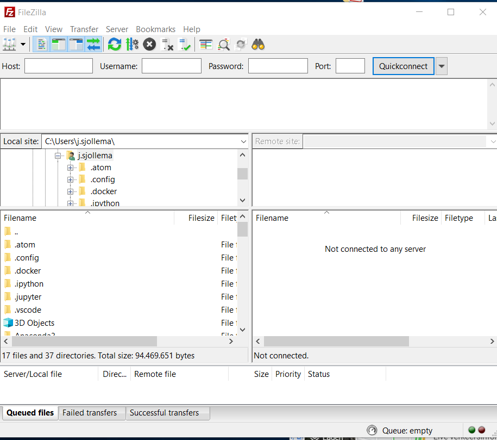 FileZilla
File Edit View Transfer Server Bookmarks Help
Host: Username: Password: Port: Quickconnect
Local site: C:\Users\j.sjollema\
Remote site:
j.sjollema
.atom
.config
.docker
.ipython
Filename Filesize Filet
..
.atom File
.config File
.docker File
.ipython File
.jupyter File
.vscode File
3D Objects File
Anaconda3
17 files and 37 directories. Total size: 94.469.651 bytes
Filename Filesize Filetype La
Not connected to any server
Not connected.
Server/Local file Direc... Remote file Size Priority Status
Queued files Failed transfers Successful transfers
Queue: empty